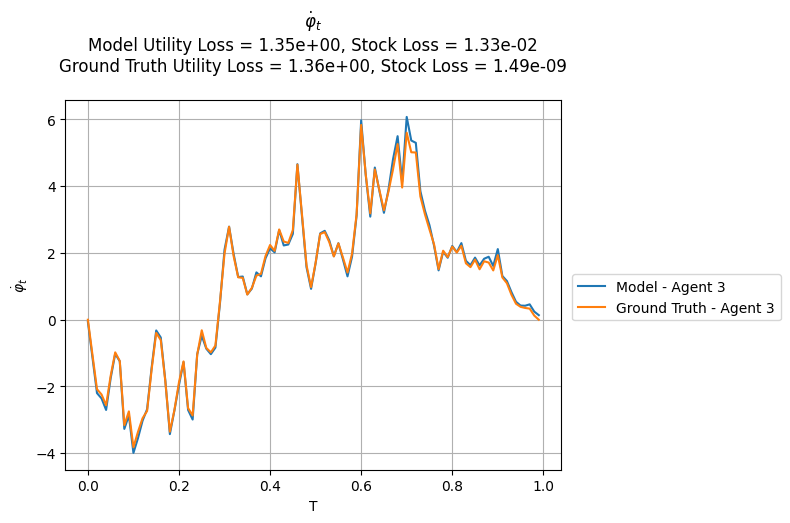 φ̇ₜ
Model Utility Loss = 1.35e+00, Stock Loss = 1.33e-02
Ground Truth Utility Loss = 1.36e+00, Stock Loss = 1.49e-09
6
4
2
0
−2
−4
φ̇ₜ
0.0 0.2 0.4 0.6 0.8 1.0
T
Model - Agent 3
Ground Truth - Agent 3